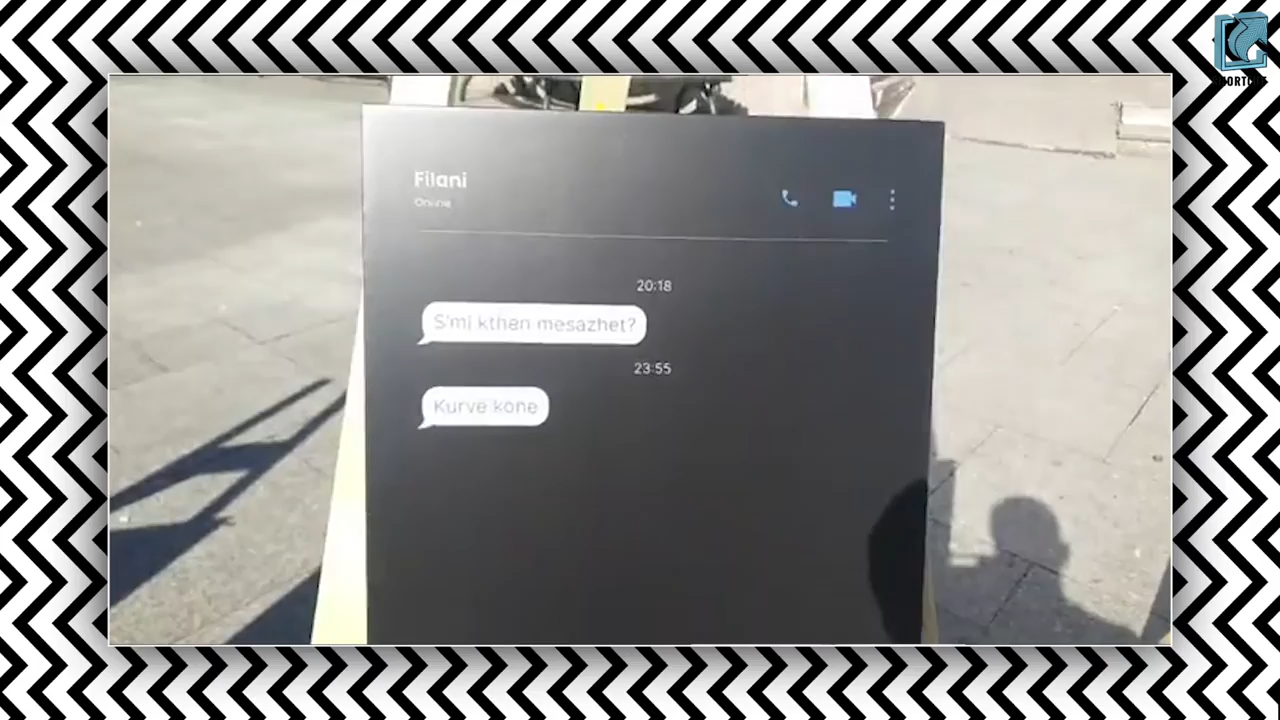 Filani
Online
20:18
S'mi kthen mesazhet?
23:55
Kurve kone